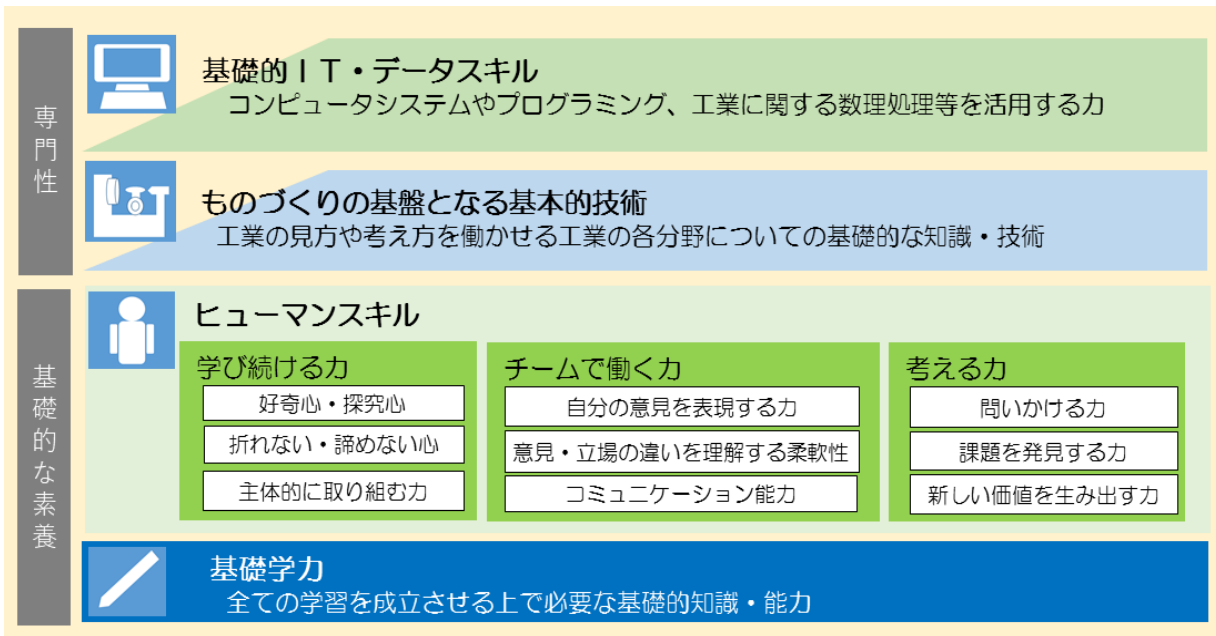 専門性
基礎的ＩＴ・データスキル
コンピュータシステムやプログラミング、工業に関する数理処理等を活用する力
ものづくりの基盤となる基本的技術
工業の見方や考え方を働かせる工業の各分野についての基礎的な知識・技術
基礎的な素養
ヒューマンスキル
学び続ける力
好奇心・探究心
折れない・諦めない心
主体的に取り組む力
チームで働く力
自分の意見を表現する力
意見・立場の違いを理解する柔軟性
コミュニケーション能力
考える力
問いかける力
課題を発見する力
新しい価値を生み出す力
基礎学力
全ての学習を成立させる上で必要な基礎的知識・能力